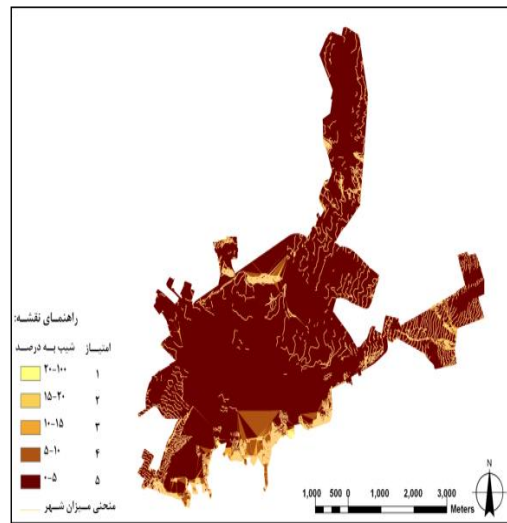 راهنمای نقشه:
امتیاز شیب به درصد
۱ ۲۰-۱۰۰
۲ ۱۵-۲۰
۳ ۱۰-۱۵
۴ ۵-۱۰
۵ ۰-۵
منحنی میزان شهر
N
1,000 500 0 1,000 2,000 3,000
Meters